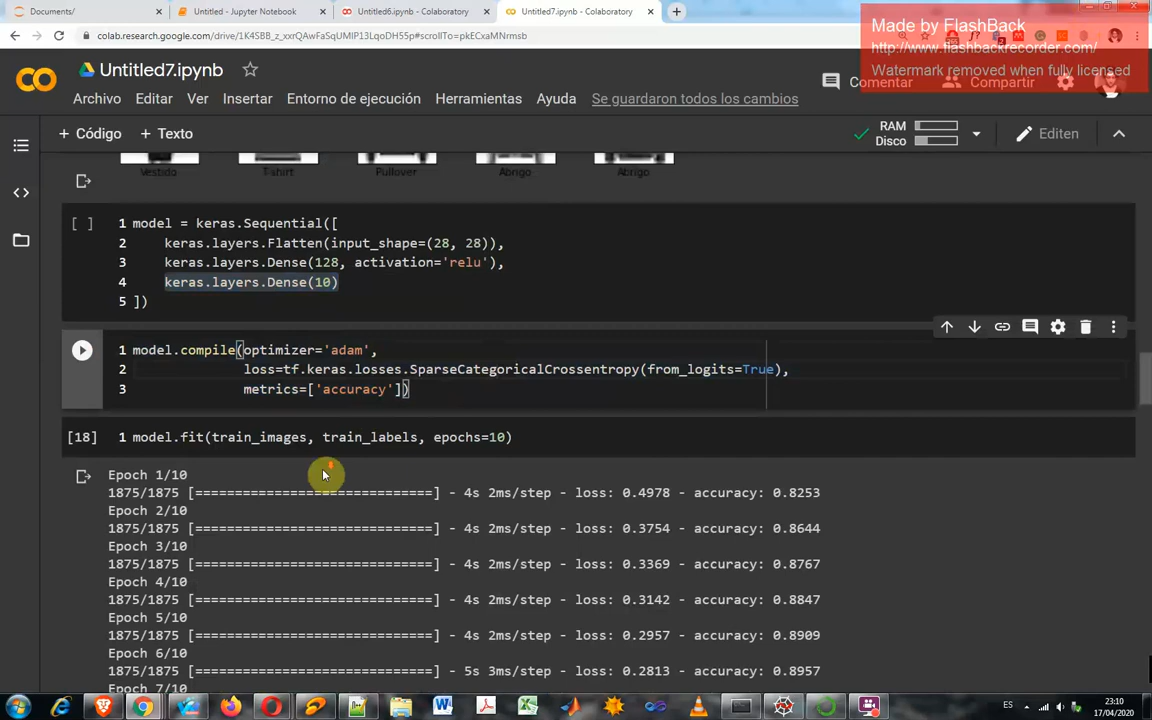 Documents/
Untitled - Jupyter Notebook
Untitled6.ipynb - Colaboratory
Untitled7.ipynb - Colaboratory
Made by FlashBack
http://www.flashbackrecorder.com/
Watermark removed when fully licensed
colab.research.google.com/drive/1K4SBB_z_xxrQAwFaSqUMIP13LqoDH55p#scrollTo=pkECxaMNrmsb
Untitled7.ipynb
Comentar
Compartir
Archivo Editar Ver Insertar Entorno de ejecución Herramientas Ayuda Se guardaron todos los cambios
+ Código + Texto
RAM
Disco
Editen
Vestido T-shirt Pullover Abrigo Abrigo
[ ] 1 model = keras.Sequential([
2 keras.layers.Flatten(input_shape=(28, 28)),
3 keras.layers.Dense(128, activation='relu'),
4 keras.layers.Dense(10)
5 ])
1 model.compile(optimizer='adam',
2 loss=tf.keras.losses.SparseCategoricalCrossentropy(from_logits=True),
3 metrics=['accuracy'])
[18] 1 model.fit(train_images, train_labels, epochs=10)
Epoch 1/10
1875/1875 [==============================] - 4s 2ms/step - loss: 0.4978 - accuracy: 0.8253
Epoch 2/10
1875/1875 [==============================] - 4s 2ms/step - loss: 0.3754 - accuracy: 0.8644
Epoch 3/10
1875/1875 [==============================] - 4s 2ms/step - loss: 0.3369 - accuracy: 0.8767
Epoch 4/10
1875/1875 [==============================] - 4s 2ms/step - loss: 0.3142 - accuracy: 0.8847
Epoch 5/10
1875/1875 [==============================] - 4s 2ms/step - loss: 0.2957 - accuracy: 0.8909
Epoch 6/10
1875/1875 [==============================] - 5s 3ms/step - loss: 0.2813 - accuracy: 0.8957
Epoch 7/10
ES
23:10
17/04/2020